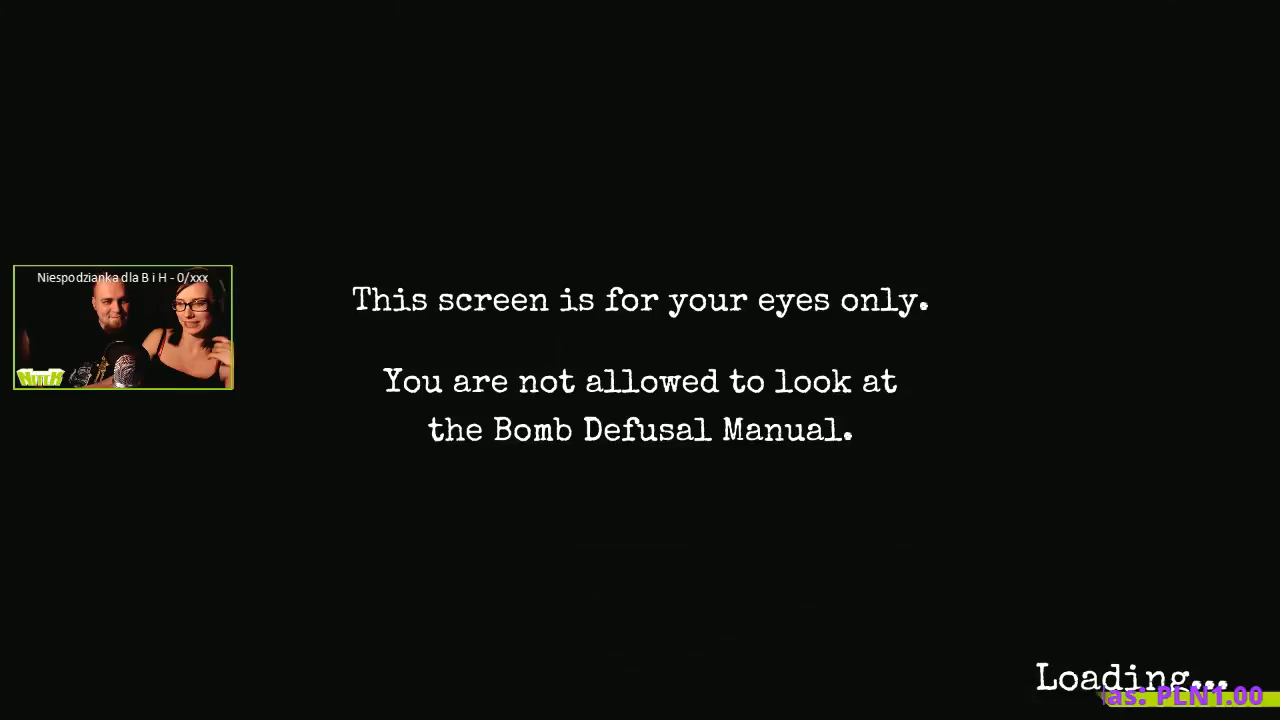 Niespodzianka dla B i H - 0/xxx
This screen is for your eyes only.
You are not allowed to look at
the Bomb Defusal Manual.
Loading...
as: PLN1.00